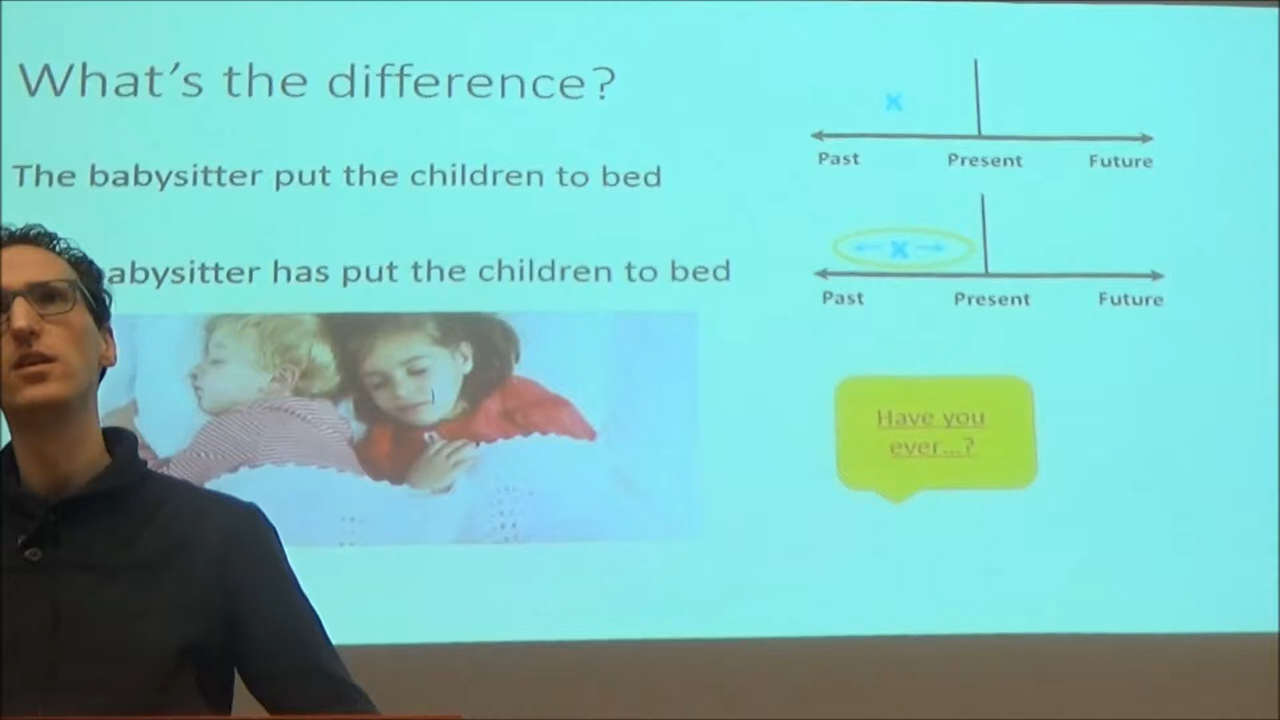 What's the difference?
The babysitter put the children to bed
abysitter has put the children to bed
x
Past Present Future
x
Past Present Future
Have you
ever...?